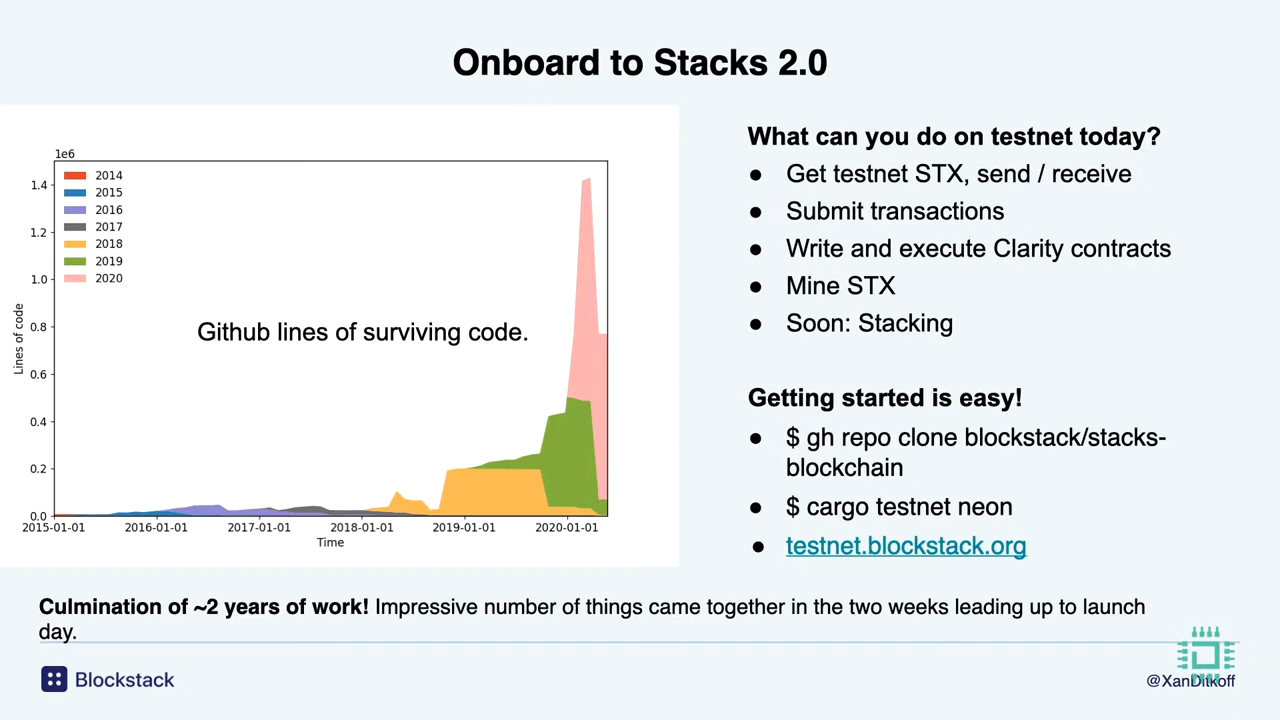 Onboard to Stacks 2.0
1e6
1.4
1.2
1.0
0.8
0.6
0.4
0.2
0.0
Lines of code
2014
2015
2016
2017
2018
2019
2020
Github lines of surviving code.
2015-01-01
2016-01-01
2017-01-01
2018-01-01
2019-01-01
2020-01-01
Time
What can you do on testnet today?
● Get testnet STX, send / receive
● Submit transactions
● Write and execute Clarity contracts
● Mine STX
● Soon: Stacking
Getting started is easy!
● $ gh repo clone blockstack/stacks-
blockchain
● $ cargo testnet neon
● testnet.blockstack.org
Culmination of ~2 years of work! Impressive number of things came together in the two weeks leading up to launch
day.
Blockstack
@XanDitkoff